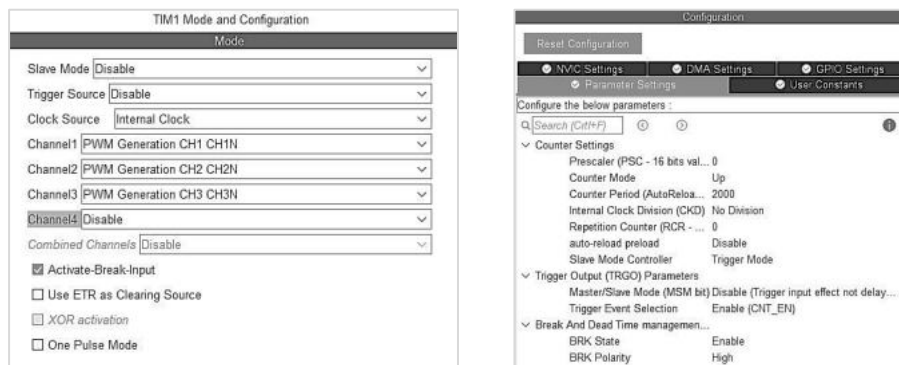 TIM1 Mode and Configuration
Mode
Slave Mode Disable
Trigger Source Disable
Clock Source Internal Clock
Channel1 PWM Generation CH1 CH1N
Channel2 PWM Generation CH2 CH2N
Channel3 PWM Generation CH3 CH3N
Channel4 Disable
Combined Channels Disable
Activate-Break-Input
Use ETR as Clearing Source
XOR activation
One Pulse Mode
Configuration
Reset Configuration
NVIC Settings DMA Settings GPIO Settings
Parameter Settings User Constants
Configure the below parameters :
Search (Crtl+F)
Counter Settings
Prescaler (PSC - 16 bits val... 0
Counter Mode Up
Counter Period (AutoReloa... 2000
Internal Clock Division (CKD) No Division
Repetition Counter (RCR - ... 0
auto-reload preload Disable
Slave Mode Controller Trigger Mode
Trigger Output (TRGO) Parameters
Master/Slave Mode (MSM bit) Disable (Trigger input effect not delay...
Trigger Event Selection Enable (CNT_EN)
Break And Dead Time managemen...
BRK State Enable
BRK Polarity High